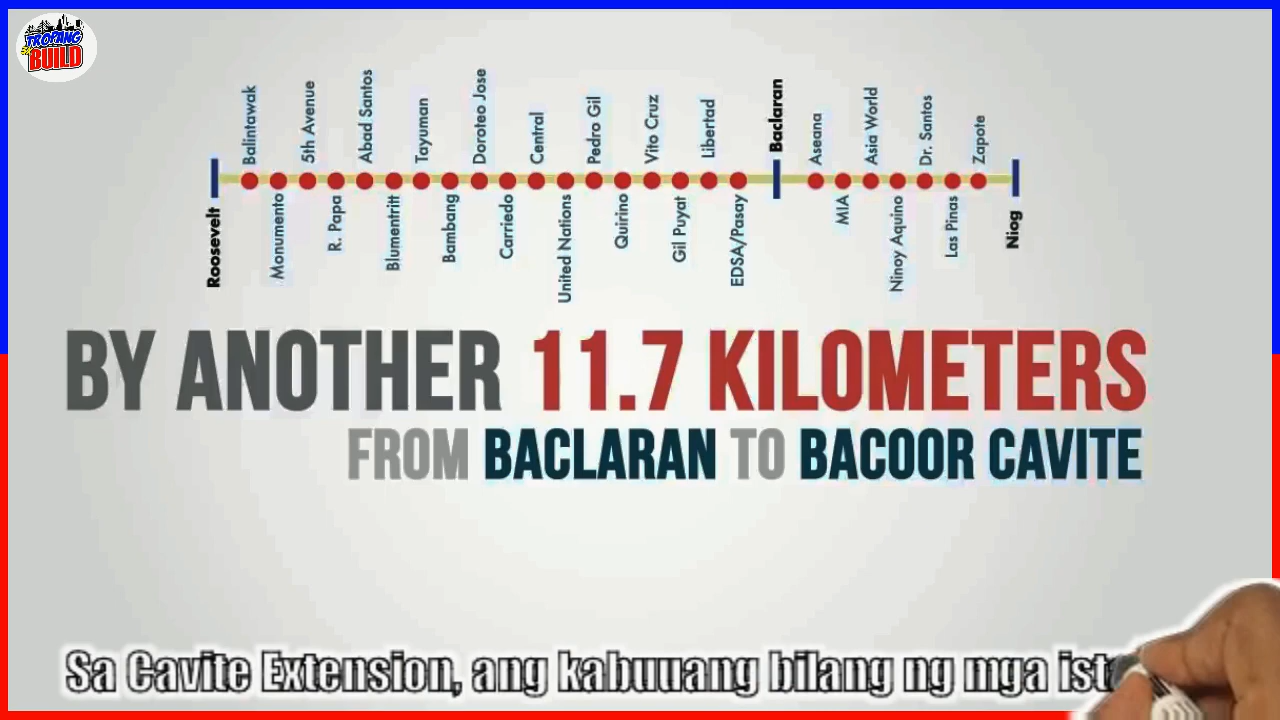 TROPANG
BUILD
Roosevelt
Balintawak
Monumento
5th Avenue
R. Papa
Abad Santos
Blumentritt
Tayuman
Bambang
Doroteo Jose
Carriedo
Central
United Nations
Pedro Gil
Quirino
Vito Cruz
Gil Puyat
Libertad
EDSA/Pasay
Baclaran
Aseana
MIA
Asia World
Ninoy Aquino
Dr. Santos
Las Pinas
Zapote
Niog
BY ANOTHER 11.7 KILOMETERS
FROM BACLARAN TO BACOOR CAVITE
Sa Cavite Extension, ang kabuuang bilang ng mga